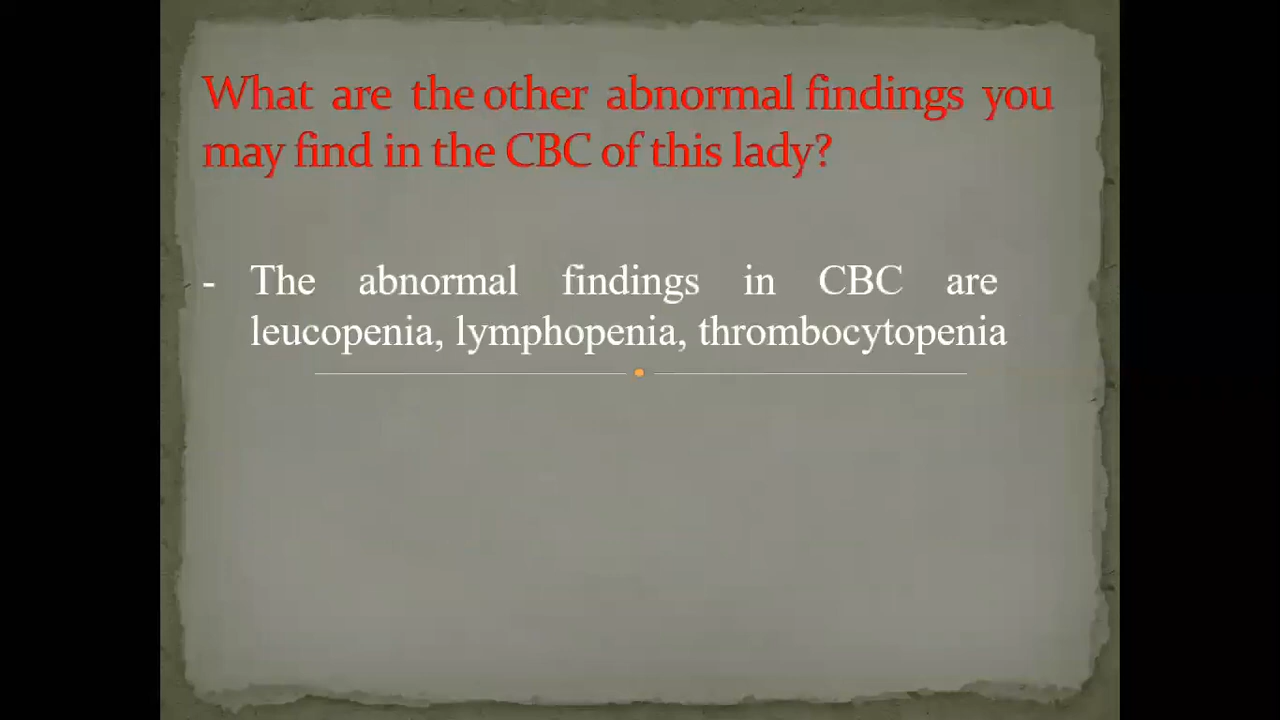 What are the other abnormal findings you
may find in the CBC of this lady?
- The abnormal findings in CBC are
leucopenia, lymphopenia, thrombocytopenia